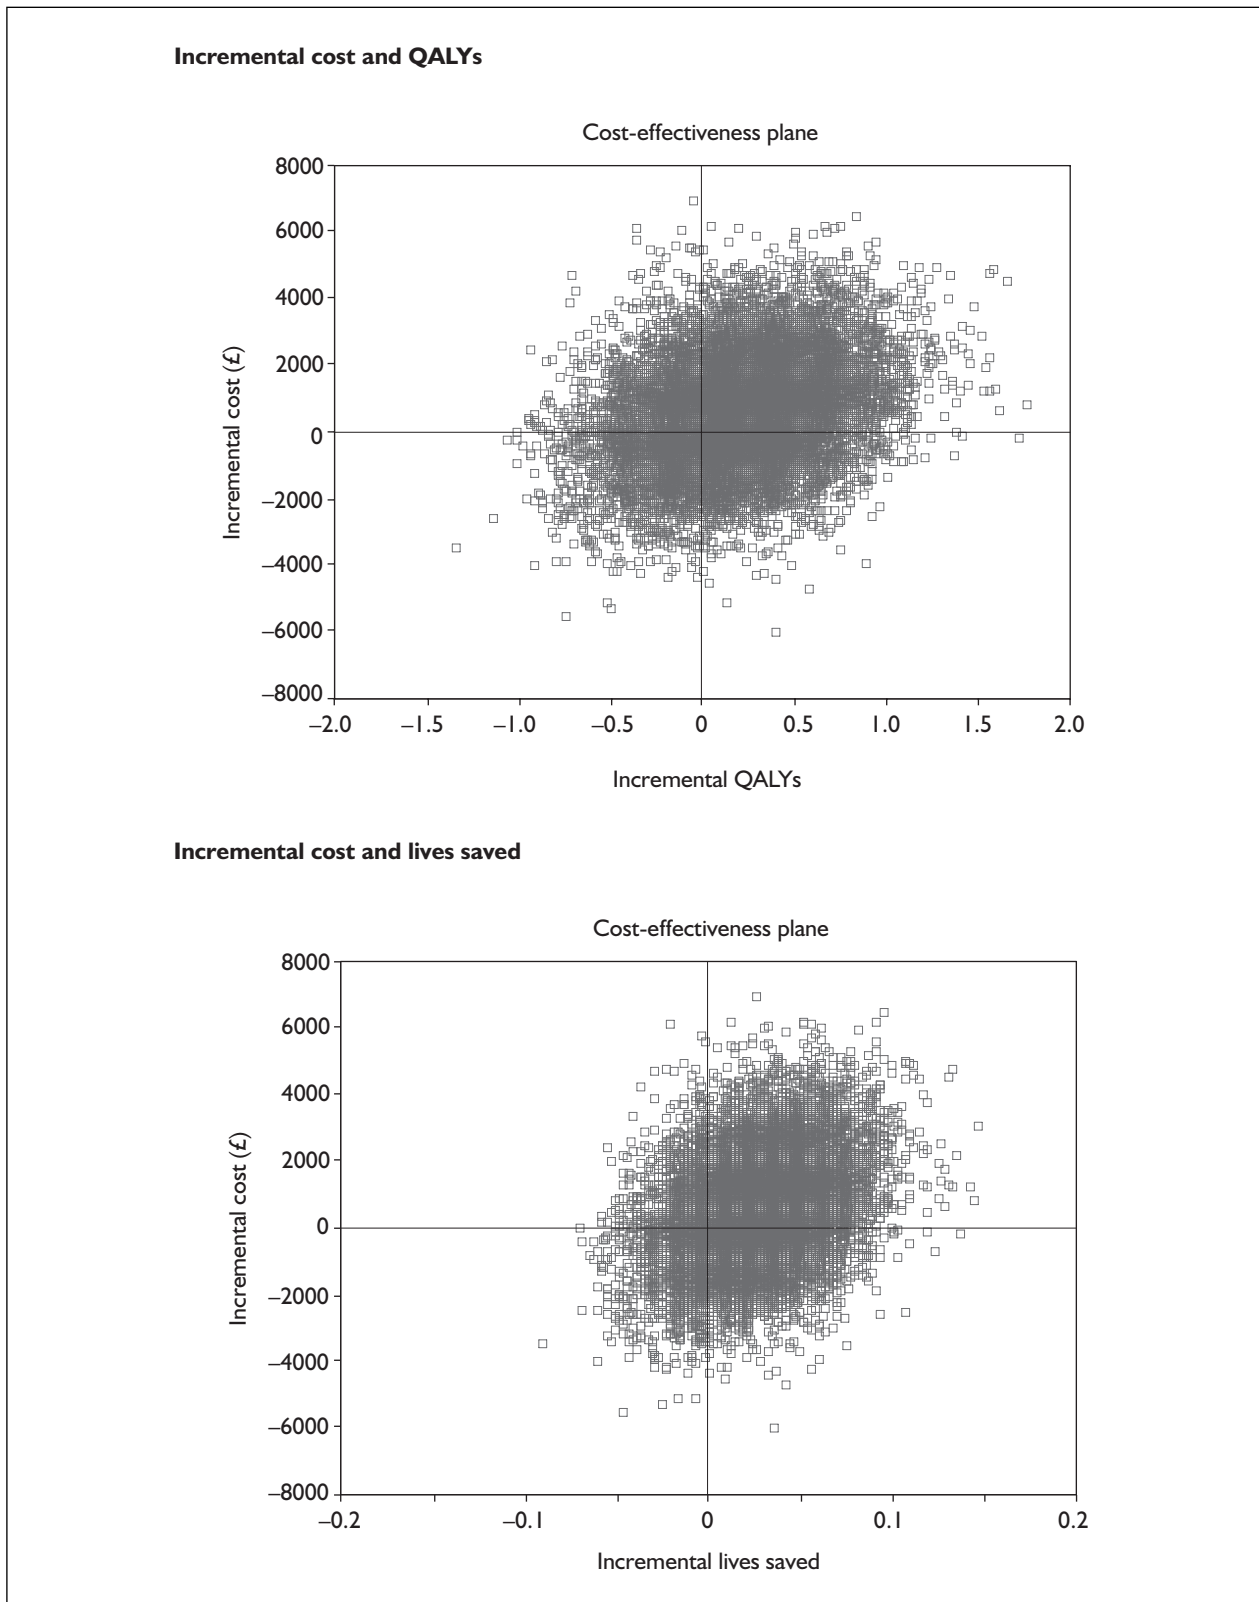 Incremental cost and QALYs
Cost-effectiveness plane
8000
6000
4000
2000
0
–2000
–4000
–6000
–8000
Incremental cost (£)
–2.0 –1.5 –1.0 –0.5 0 0.5 1.0 1.5 2.0
Incremental QALYs
Incremental cost and lives saved
Cost-effectiveness plane
8000
6000
4000
2000
0
–2000
–4000
–6000
–8000
Incremental cost (£)
–0.2 –0.1 0 0.1 0.2
Incremental lives saved